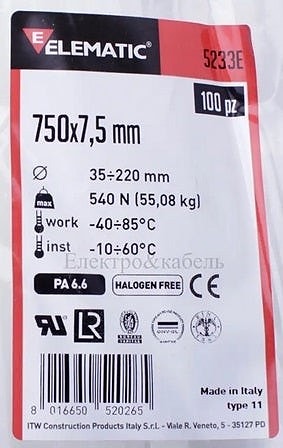 ELEMATIC®
5233E
100 pz
750x7,5 mm
35÷220 mm
max 540 N (55,08 kg)
work -40÷85°C
inst -10÷60°C
Електро&кабель
PA 6.6 HALOGEN FREE CE
Made in Italy
type 11
8 016650 520265
ITW Construction Products Italy S.r.l. - Viale R. Veneto, 5 - 35127 PD